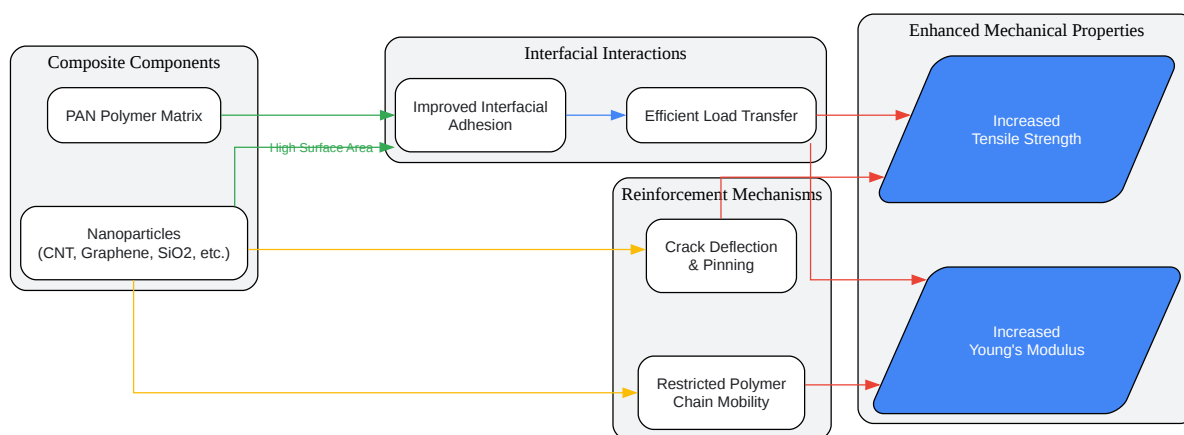 Composite Components
PAN Polymer Matrix
Nanoparticles
(CNT, Graphene, SiO2, etc.)
High Surface Area
Interfacial Interactions
Improved Interfacial
Adhesion
Efficient Load Transfer
Reinforcement Mechanisms
Crack Deflection
& Pinning
Restricted Polymer
Chain Mobility
Enhanced Mechanical Properties
Increased
Tensile Strength
Increased
Young's Modulus